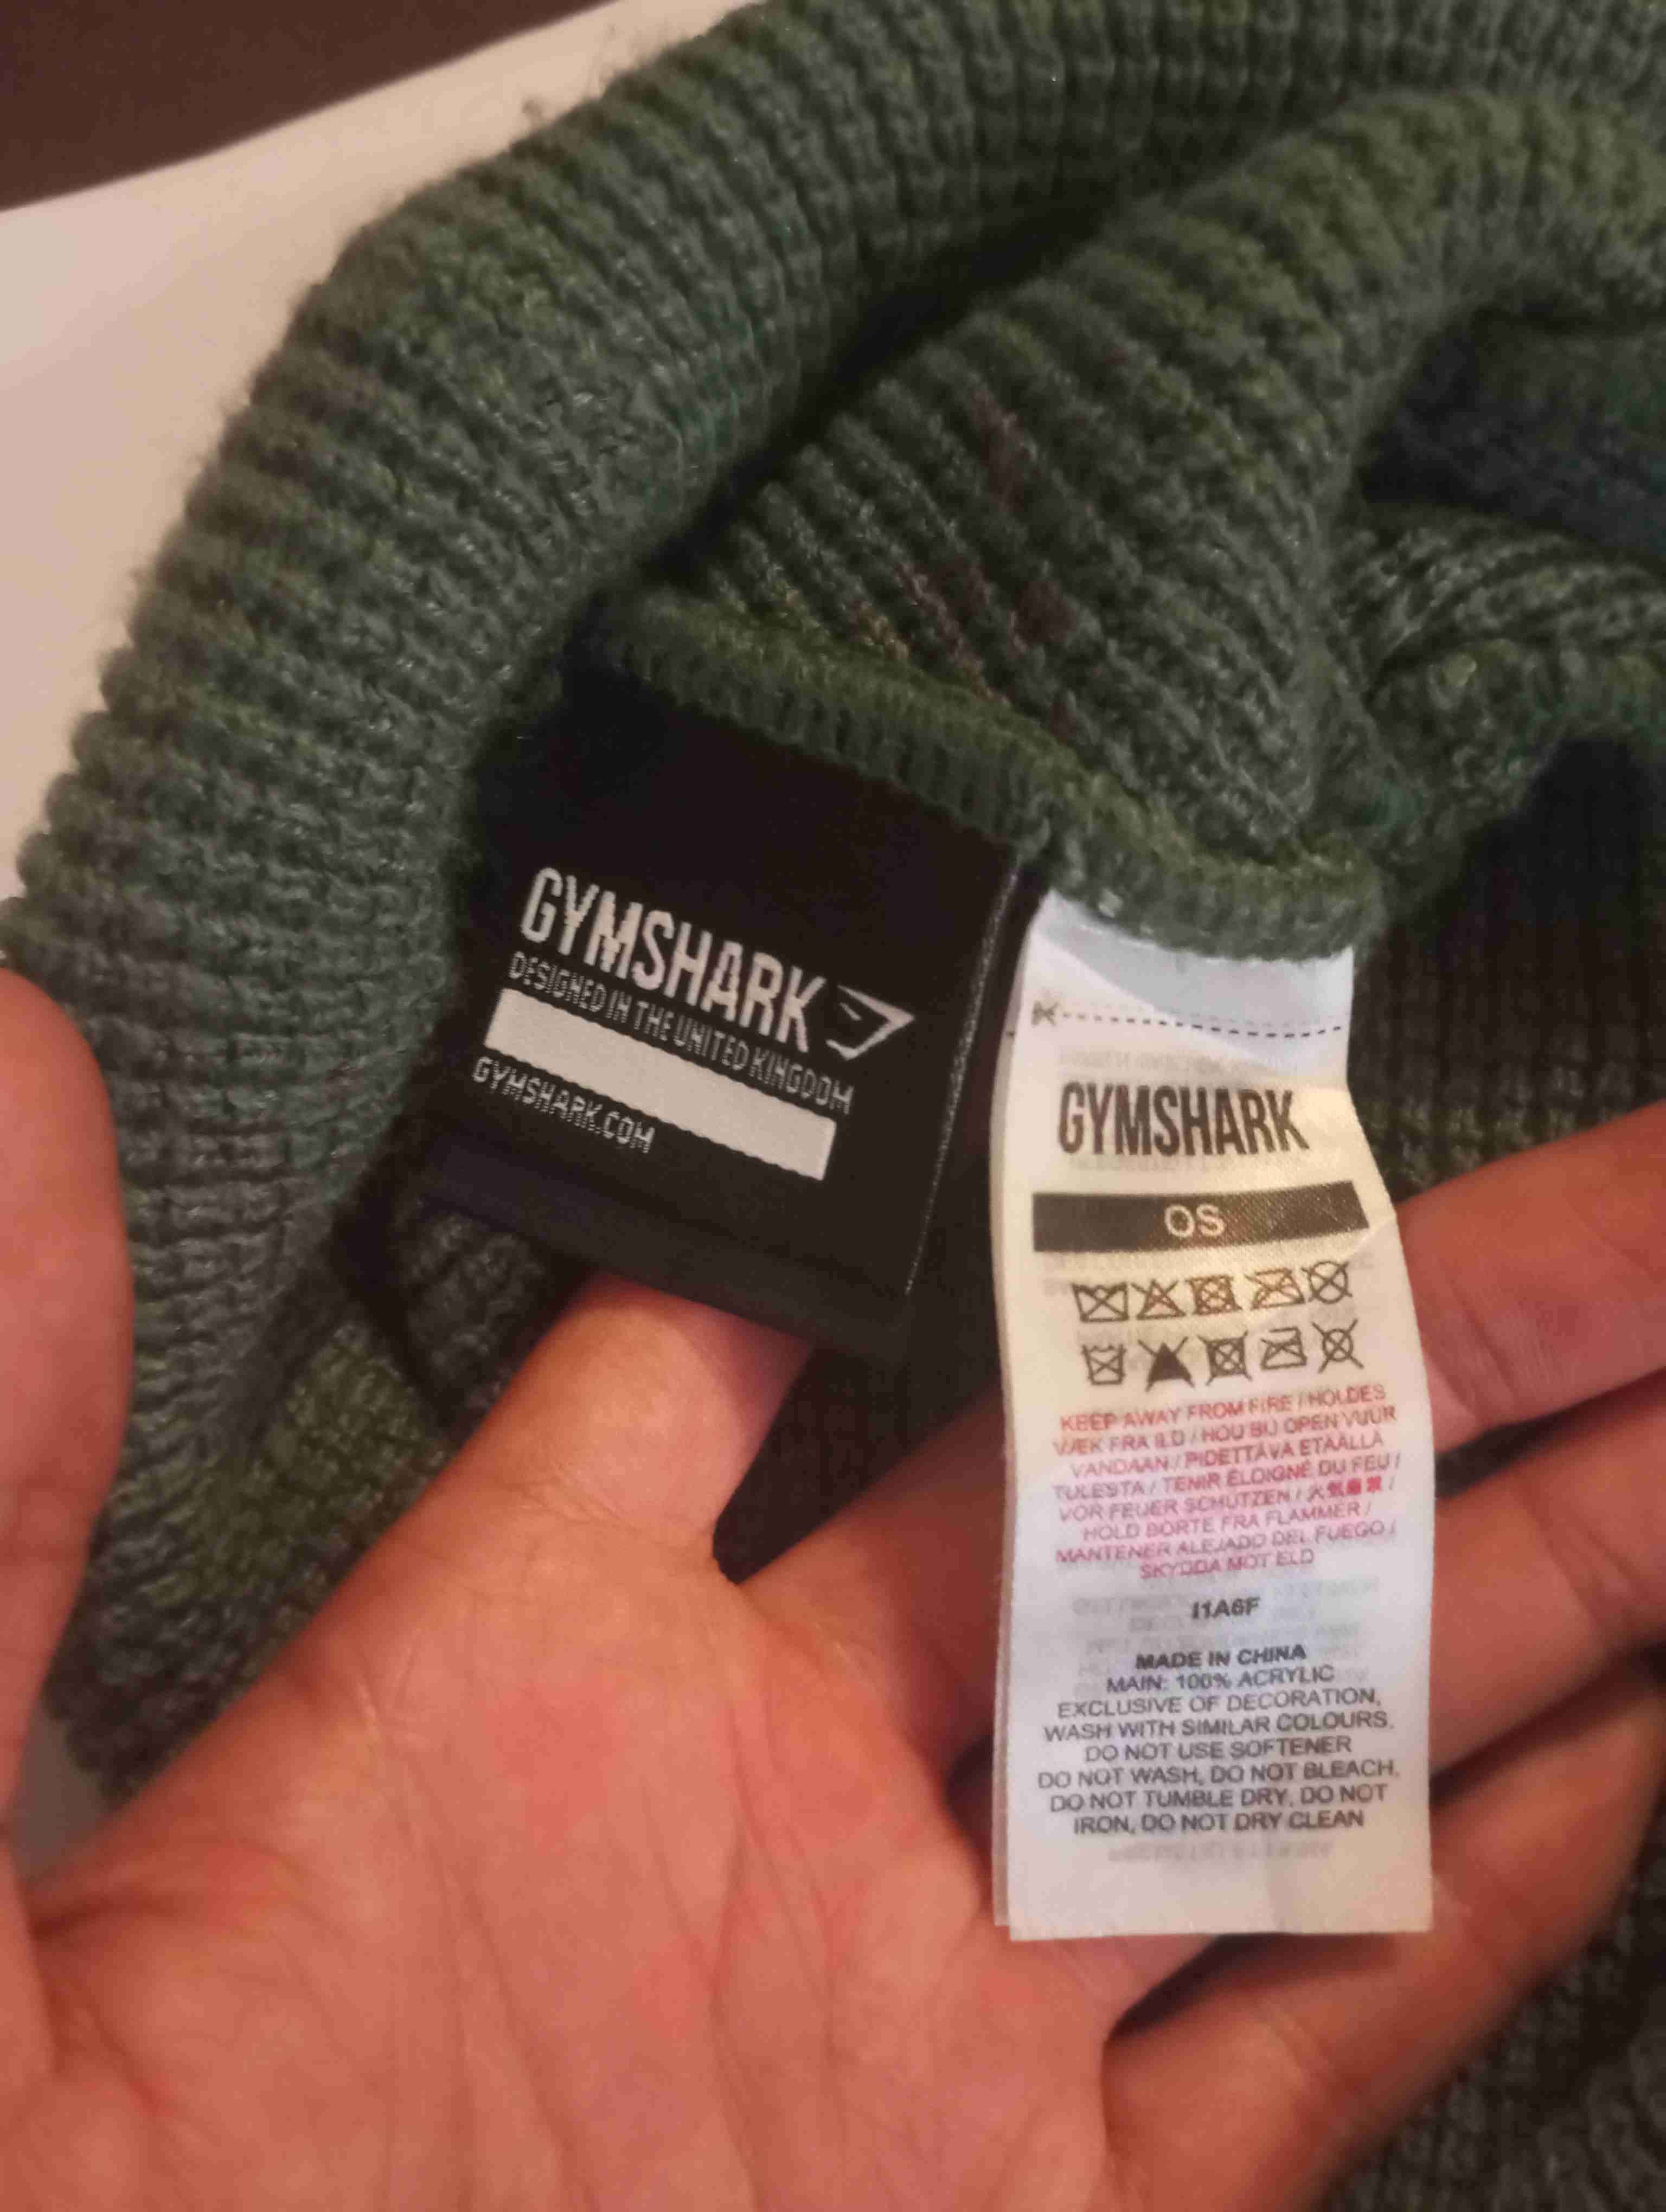 GYMSHARK
DESIGNED IN THE UNITED KINGDOM
GYMSHARK.COM
GYMSHARK
OS
KEEP AWAY FROM FIRE / HOLDES
VÆK FRA ILD / HOU BIJ OPEN VUUR
VANDAAN / PIDETTÄVÄ ETÄÄLLÄ
TULESTA / TENIR ÉLOIGNÉ DU FEU /
VOR FEUER SCHÜTZEN / 火気厳禁 /
HOLD BORTE FRA FLAMMER /
MANTENER ALEJADO DEL FUEGO /
SKYDDA MOT ELD
I1A6F
MADE IN CHINA
MAIN: 100% ACRYLIC
EXCLUSIVE OF DECORATION,
WASH WITH SIMILAR COLOURS.
DO NOT USE SOFTENER
DO NOT WASH, DO NOT BLEACH,
DO NOT TUMBLE DRY, DO NOT
IRON, DO NOT DRY CLEAN